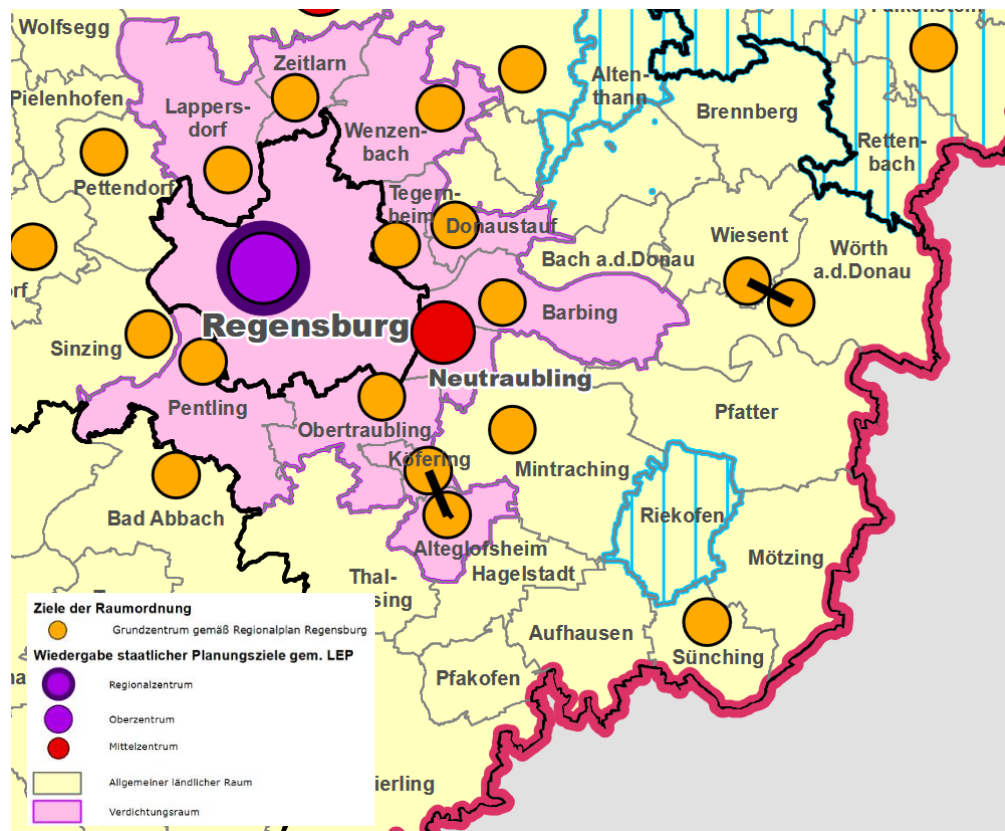 Wolfsegg
Falkenstein
Zeitlarn
Alten-
thann
Pielenhofen
Lappers-
dorf
Brennberg
Wenzen-
bach
Retten-
bach
Pettendorf
Tegern-
heim
Donaustauf
Wiesent
Wörth
a.d.Donau
orf
Bach a.d.Donau
Regensburg
Barbing
Sinzing
Neutraubling
Pentling
Pfatter
Obertraubling
Köfering
Mintraching
Bad Abbach
Riekofen
Alteglofsheim
Mötzing
Hagelstadt
Thal-
sing
Aufhausen
Sünching
Pfakofen
ierling
Ziele der Raumordnung
Grundzentrum gemäß Regionalplan Regensburg
Wiedergabe staatlicher Planungsziele gem. LEP
Regionalzentrum
Oberzentrum
Mittelzentrum
Allgemeiner ländlicher Raum
Verdichtungsraum